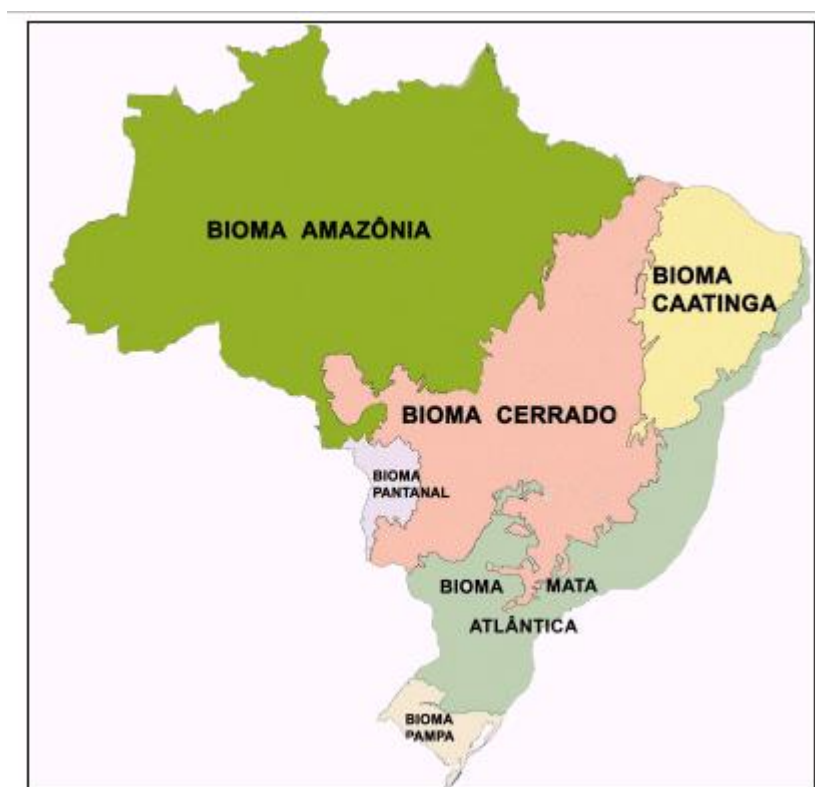 BIOMA AMAZÔNIA
BIOMA
CAATINGA
BIOMA CERRADO
BIOMA
PANTANAL
BIOMA MATA
ATLÂNTICA
BIOMA
PAMPA